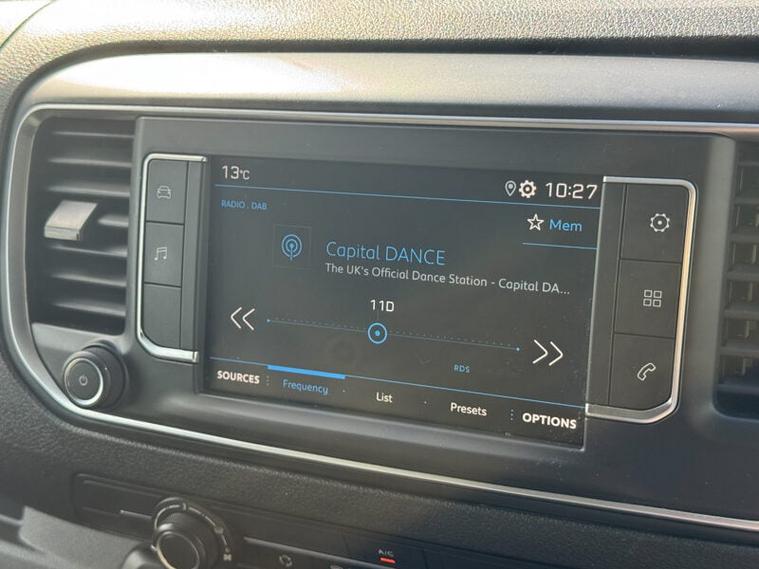 13°C
10:27
RADIO . DAB
Mem
Capital DANCE
The UK's Official Dance Station - Capital DA...
11D
RDS
SOURCES
Frequency
List
Presets
OPTIONS
A/C